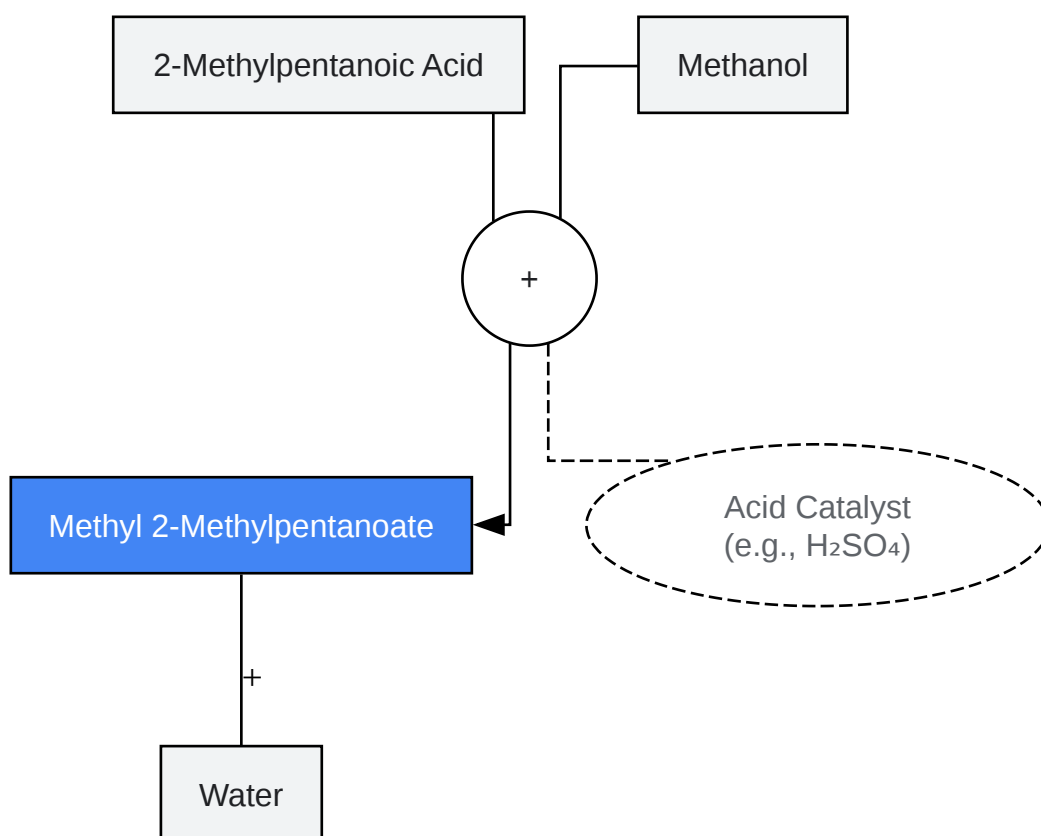 2-Methylpentanoic Acid
Methanol
+
Acid Catalyst
(e.g., H₂SO₄)
Methyl 2-Methylpentanoate
+
Water